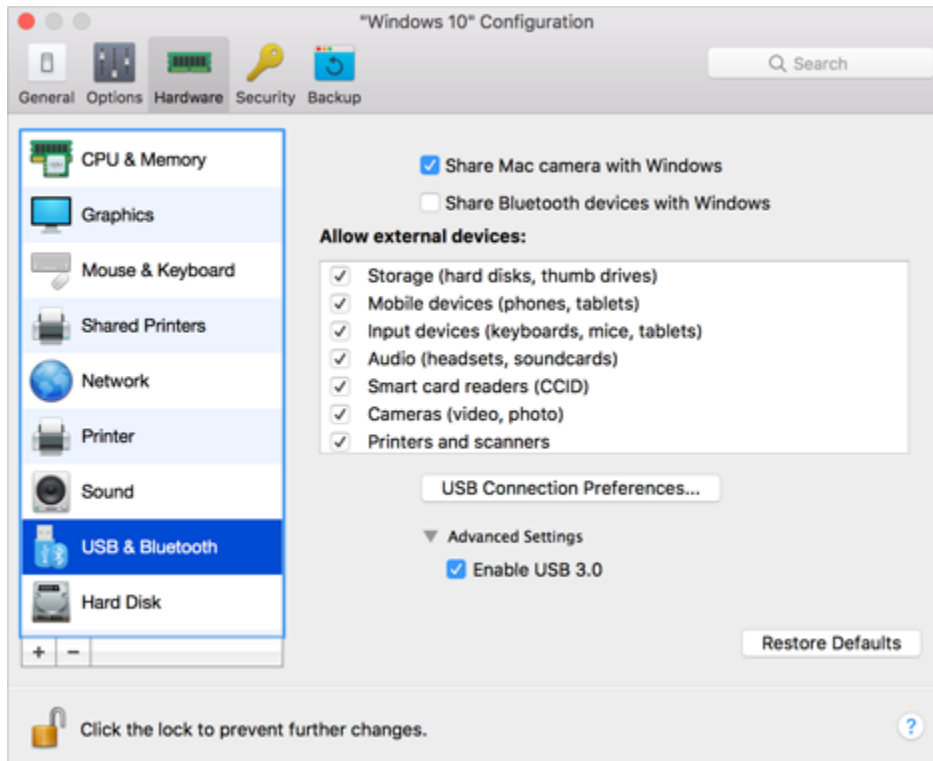 "Windows 10" Configuration
General Options Hardware Security Backup
Search
CPU & Memory
Graphics
Mouse & Keyboard
Shared Printers
Network
Printer
Sound
USB & Bluetooth
Hard Disk
+ −
Share Mac camera with Windows
Share Bluetooth devices with Windows
Allow external devices:
Storage (hard disks, thumb drives)
Mobile devices (phones, tablets)
Input devices (keyboards, mice, tablets)
Audio (headsets, soundcards)
Smart card readers (CCID)
Cameras (video, photo)
Printers and scanners
USB Connection Preferences...
Advanced Settings
Enable USB 3.0
Restore Defaults
Click the lock to prevent further changes.
?